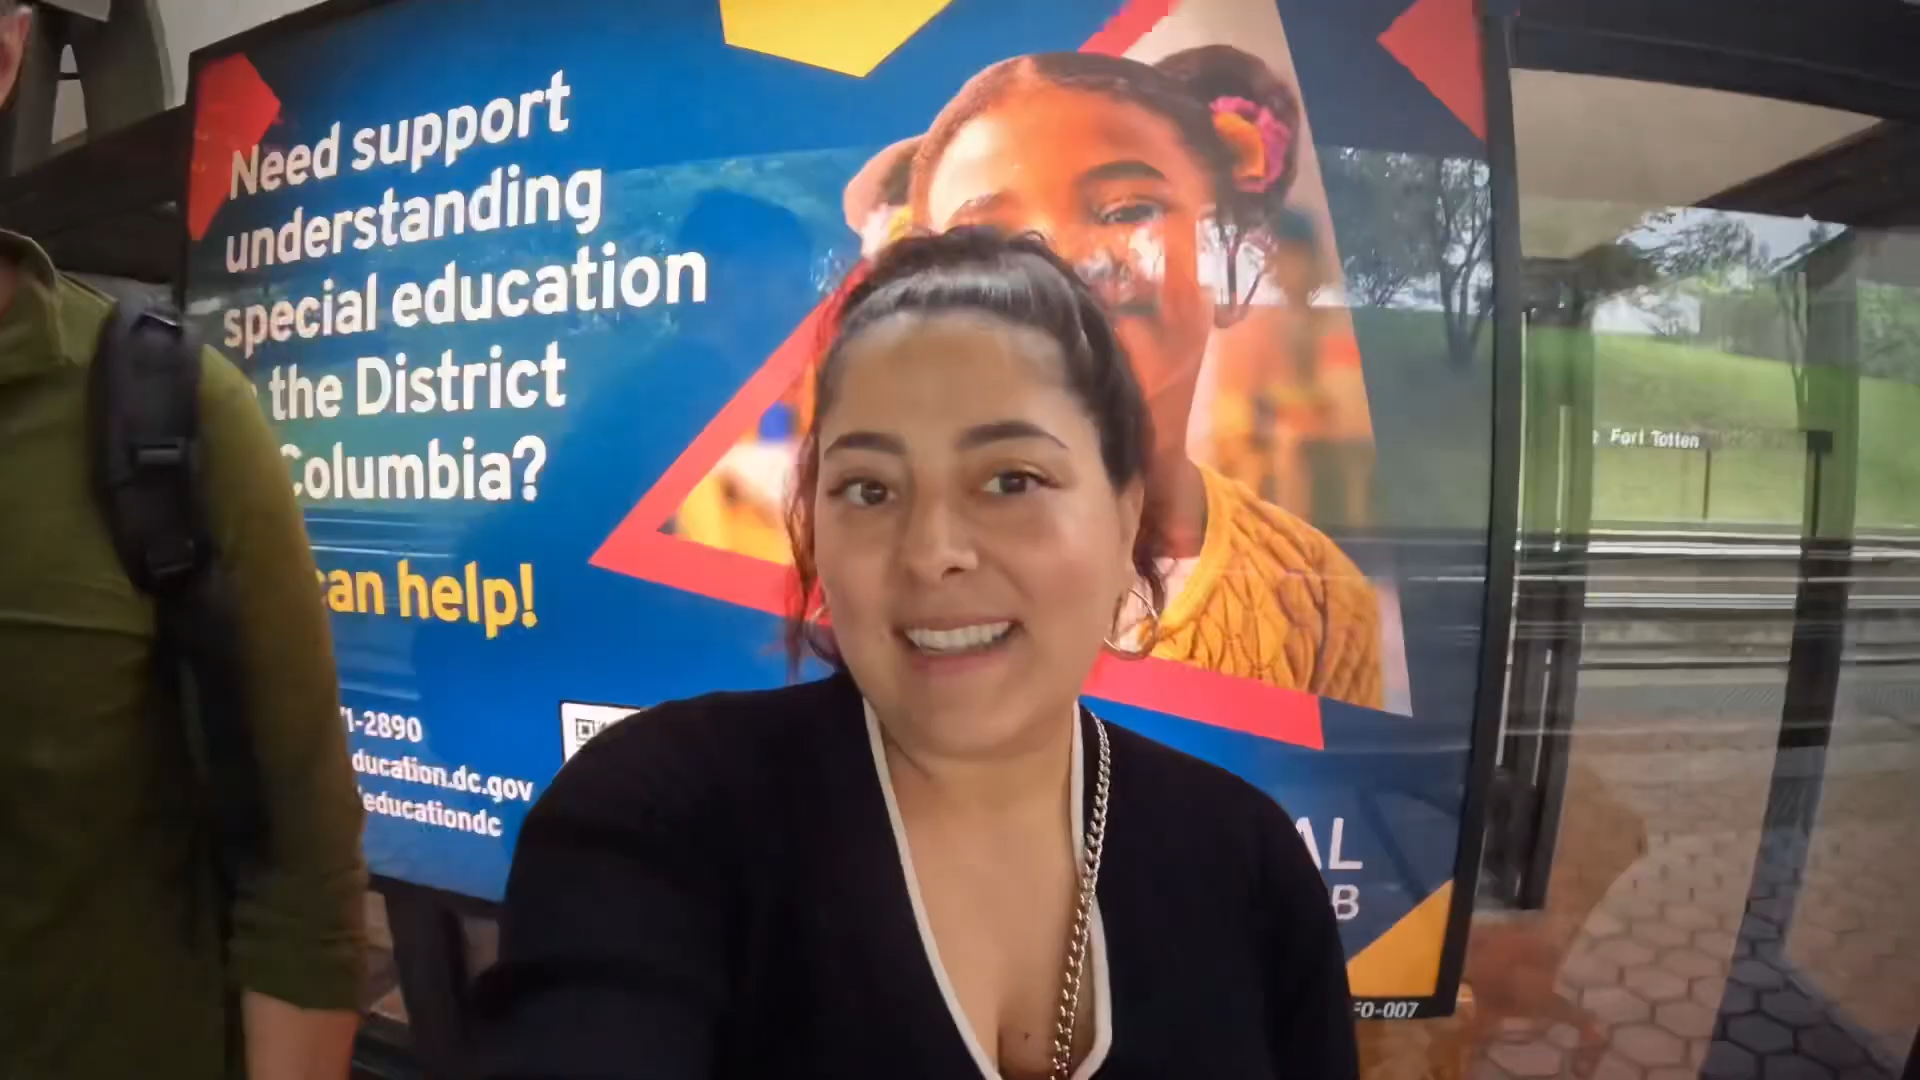 Need support
understanding
special education
the District
Columbia?
can help!
1-2890
ducation.dc.gov
educationdc
AL
B
FO-007
Fort Totten